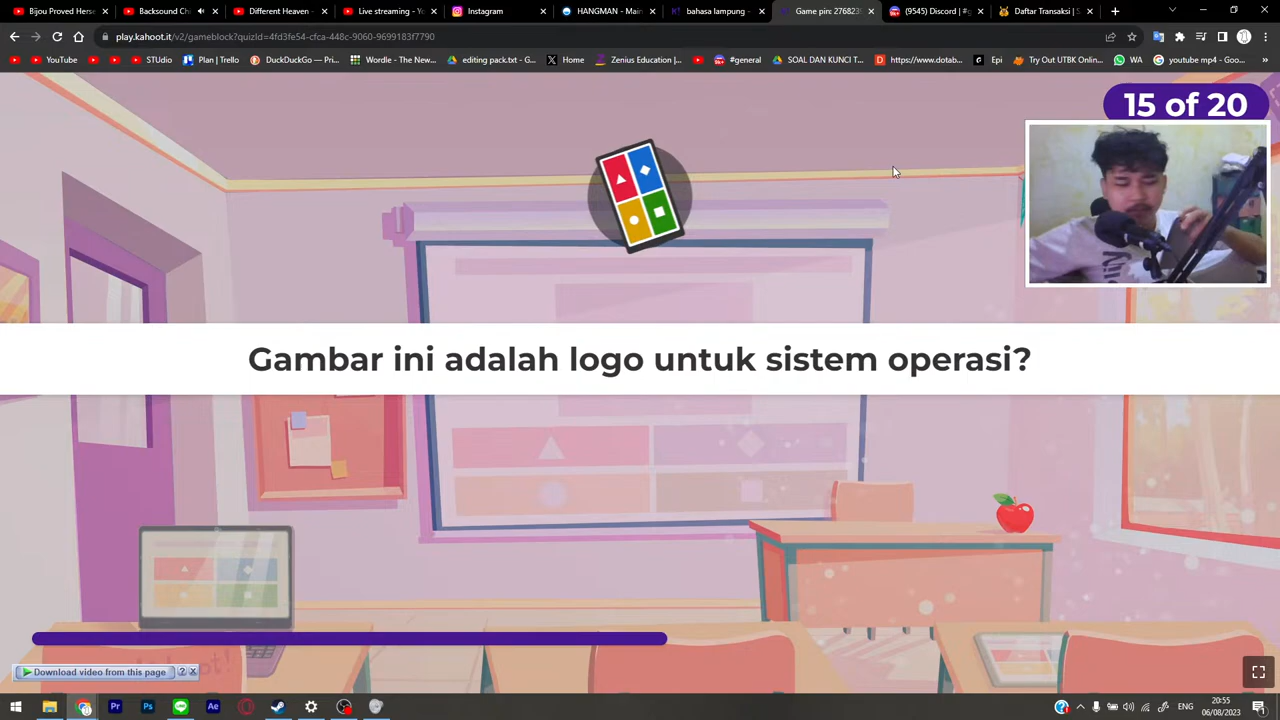 Bijou Proved Herse
Backsound Ch
Different Heaven -
Live streaming - Yo
Instagram
HANGMAN - Main
bahasa lampung -
Game pin: 276823
(9545) Discord | #g
Daftar Transaksi | S
play.kahoot.it/v2/gameblock?quizId=4fd3fe54-cfca-448c-9060-9699183f7790
YouTube
STUdio
Plan | Trello
DuckDuckGo — Pri...
Wordle - The New...
editing pack.txt - G...
Home
Zenius Education |...
#general
SOAL DAN KUNCI T...
https://www.dotab...
Epi
Try Out UTBK Onlin...
WA
youtube mp4 - Goo...
15 of 20
Gambar ini adalah logo untuk sistem operasi?
Download video from this page
? X
20:55
ENG
06/08/2023